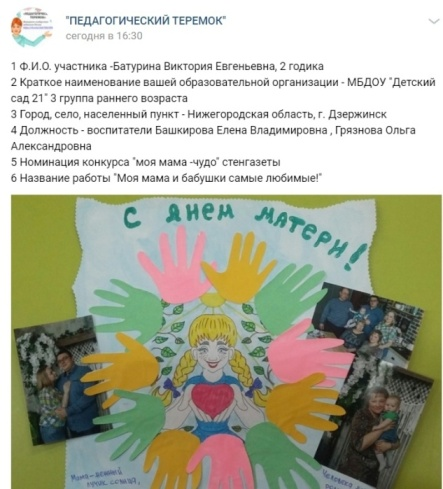 "ПЕДАГОГИЧЕСКИЙ ТЕРЕМОК"
сегодня в 16:30
1 Ф.И.О. участника -Батурина Виктория Евгеньевна, 2 годика
2 Краткое наименование вашей образовательной организации - МБДОУ "Детский
сад 21" 3 группа раннего возраста
3 Город, село, населенный пункт - Нижегородская область, г. Дзержинск
4 Должность - воспитатели Башкирова Елена Владимировна , Грязнова Ольга
Александровна
5 Номинация конкурса "моя мама -чудо" стенгазеты
6 Название работы "Моя мама и бабушки самые любимые!"
С Днем МАТЕРИ!
Мама-